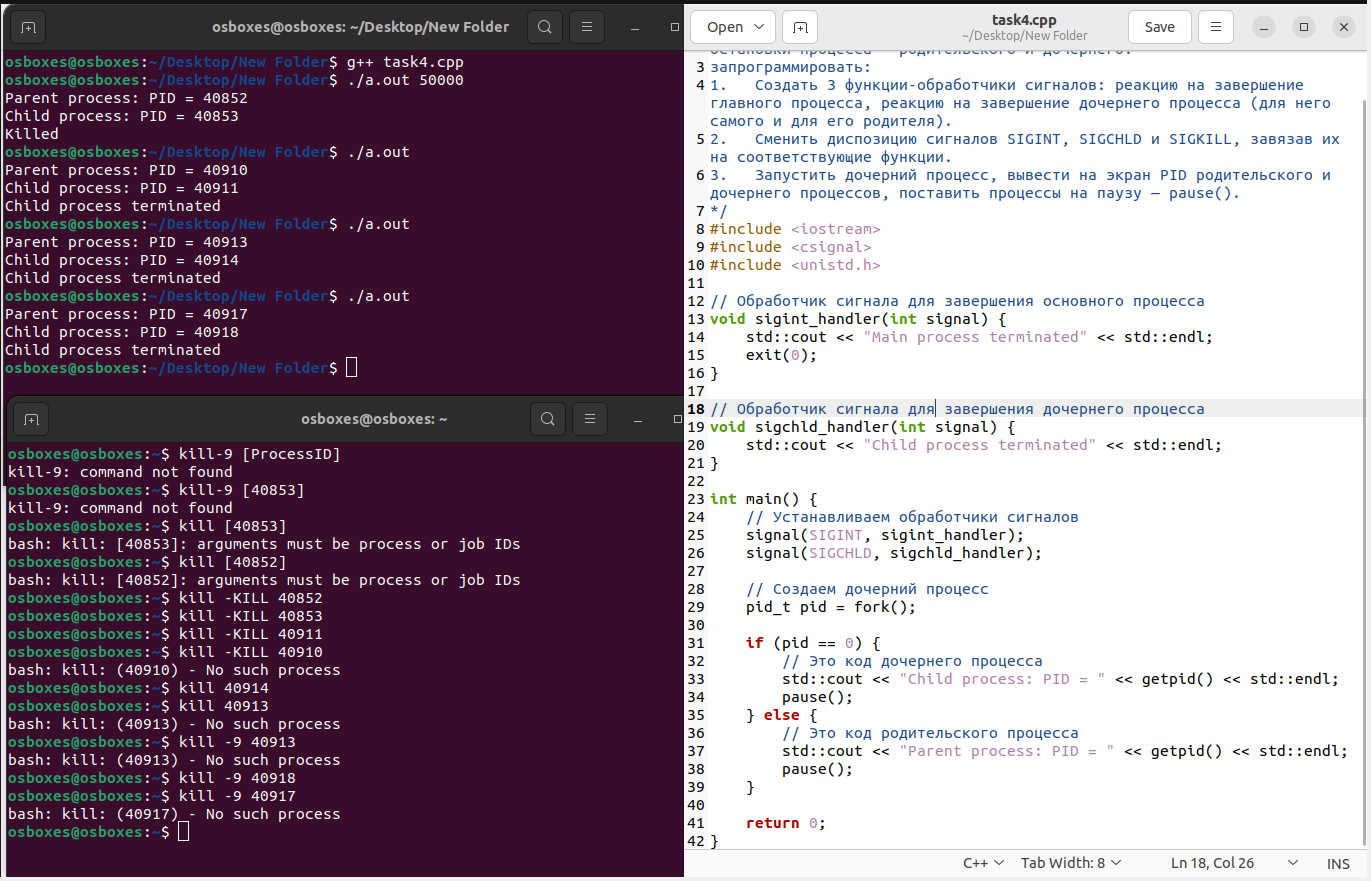 osboxes@osboxes: ~/Desktop/New Folder
osboxes@osboxes:~/Desktop/New Folder$ g++ task4.cpp
osboxes@osboxes:~/Desktop/New Folder$ ./a.out 50000
Parent process: PID = 40852
Child process: PID = 40853
Killed
osboxes@osboxes:~/Desktop/New Folder$ ./a.out
Parent process: PID = 40910
Child process: PID = 40911
Child process terminated
osboxes@osboxes:~/Desktop/New Folder$ ./a.out
Parent process: PID = 40913
Child process: PID = 40914
Child process terminated
osboxes@osboxes:~/Desktop/New Folder$ ./a.out
Parent process: PID = 40917
Child process: PID = 40918
Child process terminated
osboxes@osboxes:~/Desktop/New Folder$
osboxes@osboxes: ~
osboxes@osboxes:~$ kill-9 [ProcessID]
kill-9: command not found
osboxes@osboxes:~$ kill-9 [40853]
kill-9: command not found
osboxes@osboxes:~$ kill [40853]
bash: kill: [40853]: arguments must be process or job IDs
osboxes@osboxes:~$ kill [40852]
bash: kill: [40852]: arguments must be process or job IDs
osboxes@osboxes:~$ kill -KILL 40852
osboxes@osboxes:~$ kill -KILL 40853
osboxes@osboxes:~$ kill -KILL 40911
osboxes@osboxes:~$ kill -KILL 40910
bash: kill: (40910) - No such process
osboxes@osboxes:~$ kill 40914
osboxes@osboxes:~$ kill 40913
bash: kill: (40913) - No such process
osboxes@osboxes:~$ kill -9 40913
bash: kill: (40913) - No such process
osboxes@osboxes:~$ kill -9 40918
osboxes@osboxes:~$ kill -9 40917
bash: kill: (40917) - No such process
osboxes@osboxes:~$
Open
task4.cpp
~/Desktop/New Folder
Save
остановки процесса родительского и дочернего.
3 запрограммировать:
4 1. Создать 3 функции-обработчики сигналов: реакцию на завершение
главного процесса, реакцию на завершение дочернего процесса (для него
самого и для его родителя).
5 2. Сменить диспозицию сигналов SIGINT, SIGCHLD и SIGKILL, завязав их
на соответствующие функции.
6 3. Запустить дочерний процесс, вывести на экран PID родительского и
дочернего процессов, поставить процессы на паузу – pause().
7 */
8 #include <iostream>
9 #include <csignal>
10 #include <unistd.h>
11
12 // Обработчик сигнала для завершения основного процесса
13 void sigint_handler(int signal) {
14 std::cout << "Main process terminated" << std::endl;
15 exit(0);
16 }
17
18 // Обработчик сигнала для завершения дочернего процесса
19 void sigchld_handler(int signal) {
20 std::cout << "Child process terminated" << std::endl;
21 }
22
23 int main() {
24 // Устанавливаем обработчики сигналов
25 signal(SIGINT, sigint_handler);
26 signal(SIGCHLD, sigchld_handler);
27
28 // Создаем дочерний процесс
29 pid_t pid = fork();
30
31 if (pid == 0) {
32 // Это код дочернего процесса
33 std::cout << "Child process: PID = " << getpid() << std::endl;
34 pause();
35 } else {
36 // Это код родительского процесса
37 std::cout << "Parent process: PID = " << getpid() << std::endl;
38 pause();
39 }
40
41 return 0;
42 }
C++ Tab Width: 8 Ln 18, Col 26 INS